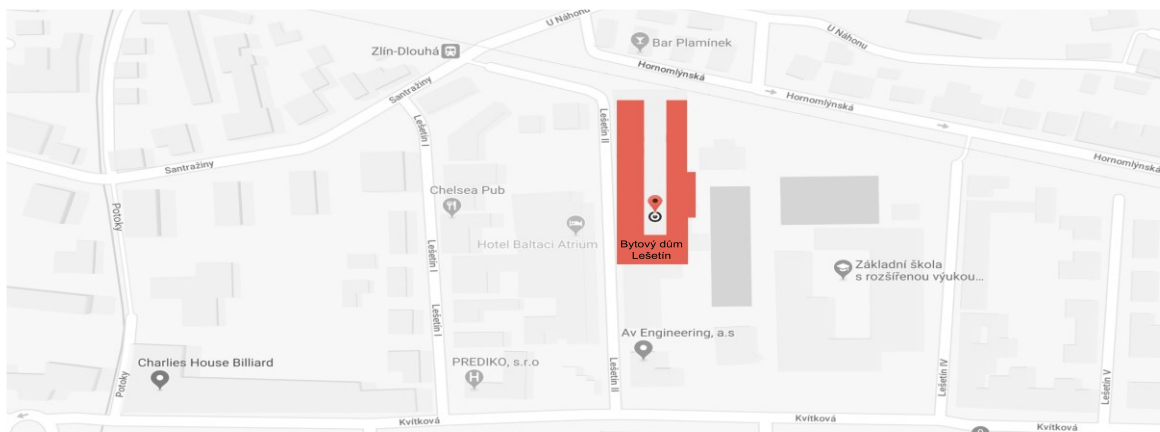 U Náhonu
U Náhonu
Zlín-Dlouhá
Bar Plamínek
Hornomlýnská
Santražiny
Hornomlýnská
Lešetín I
Lešetín II
Hornomlýnská
Santražiny
Chelsea Pub
Potoky
Hotel Baltaci Atrium
Bytový dům
Lešetín
Lešetín I
Základní škola
s rozšířenou výukou...
Lešetín II
Lešetín I
Av Engineering, a.s
Charlies House Billiard
PREDIKO, s.r.o
Lešetín II
Lešetín IV
Lešetín V
Potoky
Kvítková
Kvítková
Kvítková